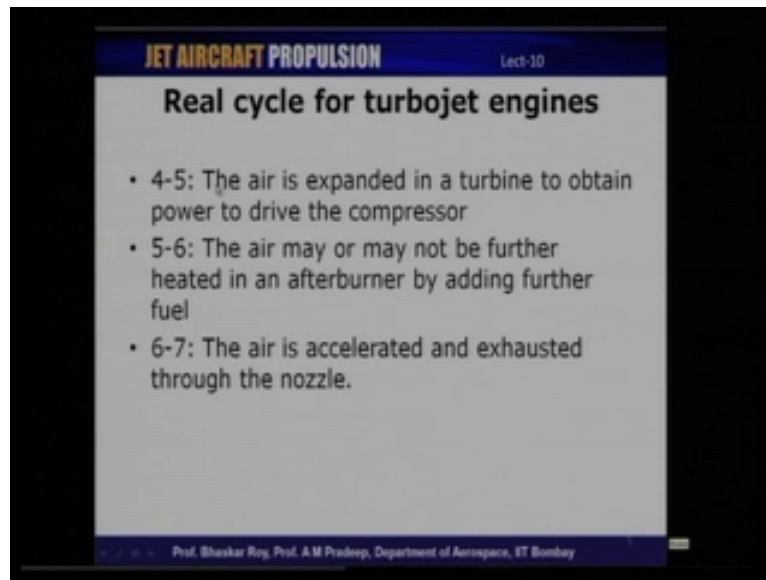 JET AIRCRAFT PROPULSION Lect-10
Real cycle for turbojet engines
• 4-5: The air is expanded in a turbine to obtain
power to drive the compressor
• 5-6: The air may or may not be further
heated in an afterburner by adding further
fuel
• 6-7: The air is accelerated and exhausted
through the nozzle.
Prof. Bhaskar Roy, Prof. A M Pradeep, Department of Aerospace, IIT Bombay